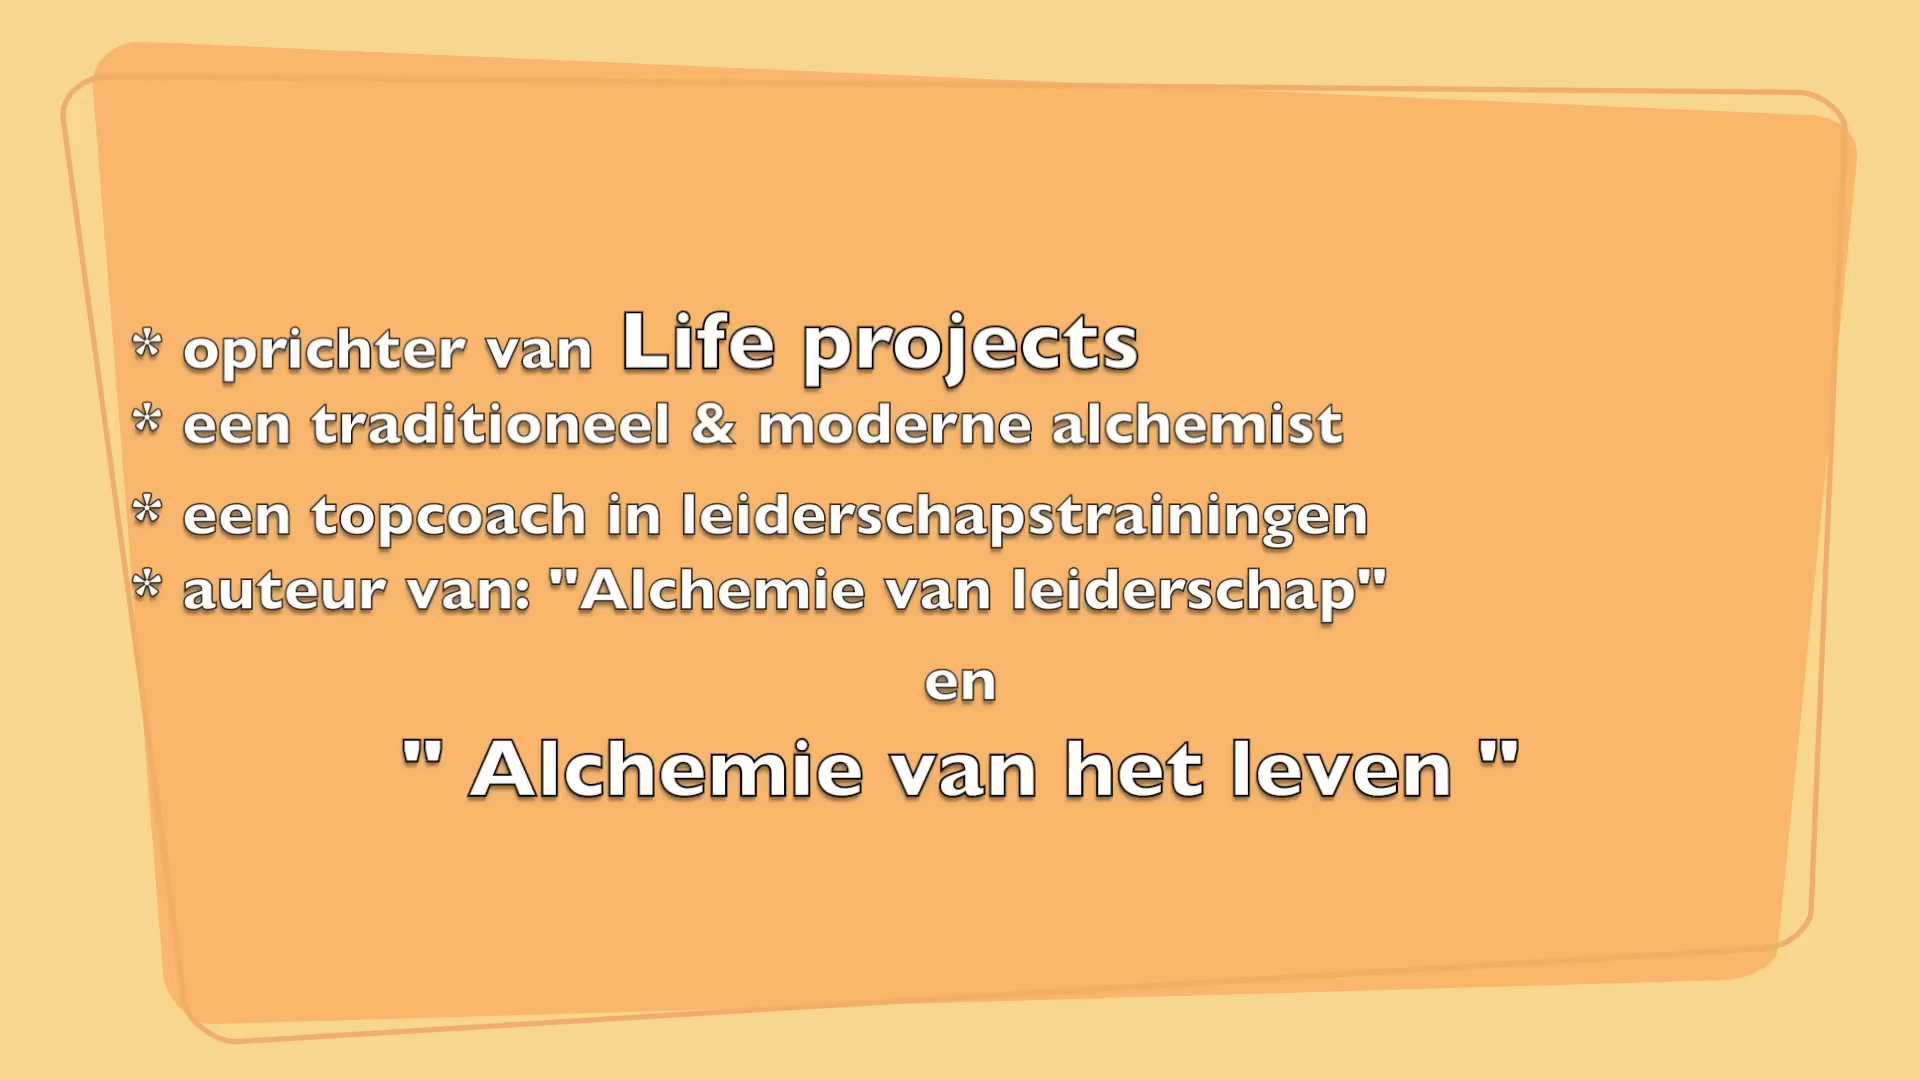 * oprichter van Life projects
* een traditioneel & moderne alchemist
* een topcoach in leiderschapstrainingen
* auteur van: "Alchemie van leiderschap"
en
" Alchemie van het leven "